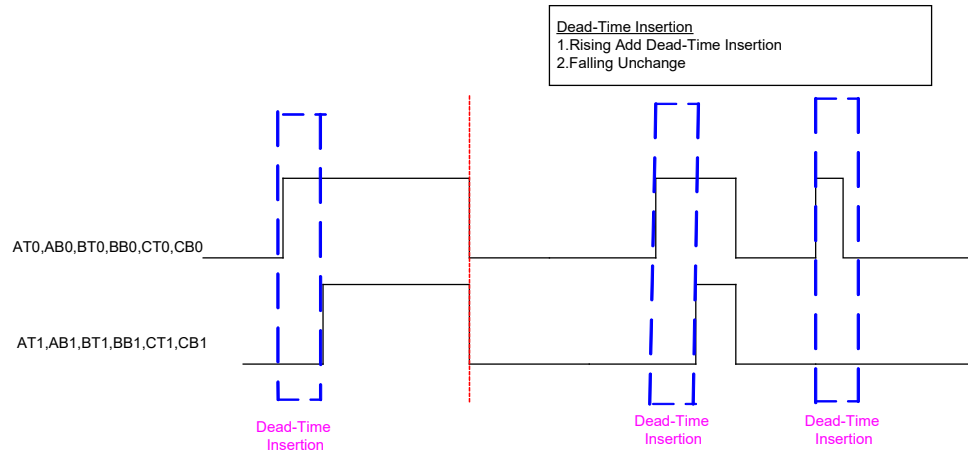 Dead-Time Insertion
1.Rising Add Dead-Time Insertion
2.Falling Unchange
AT0,AB0,BT0,BB0,CT0,CB0
AT1,AB1,BT1,BB1,CT1,CB1
Dead-Time
Insertion
Dead-Time
Insertion
Dead-Time
Insertion